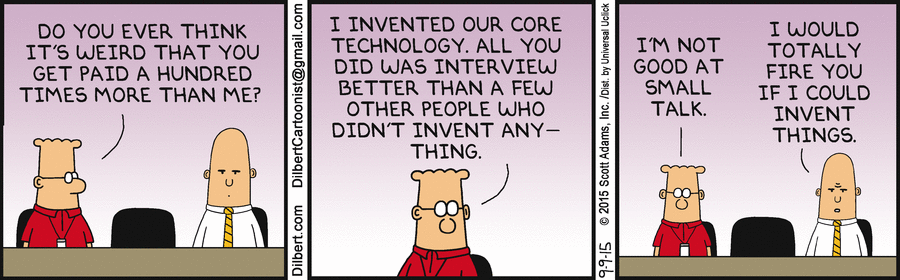 DO YOU EVER THINK
IT'S WEIRD THAT YOU
GET PAID A HUNDRED
TIMES MORE THAN ME?
Dilbert.com DilbertCartoonist@gmail.com
I INVENTED OUR CORE
TECHNOLOGY. ALL YOU
DID WAS INTERVIEW
BETTER THAN A FEW
OTHER PEOPLE WHO
DIDN'T INVENT ANY—
THING.
9-9-15 © 2015 Scott Adams, Inc. /Dist. by Universal Uclick
I'M NOT
GOOD AT
SMALL
TALK.
I WOULD
TOTALLY
FIRE YOU
IF I COULD
INVENT
THINGS.